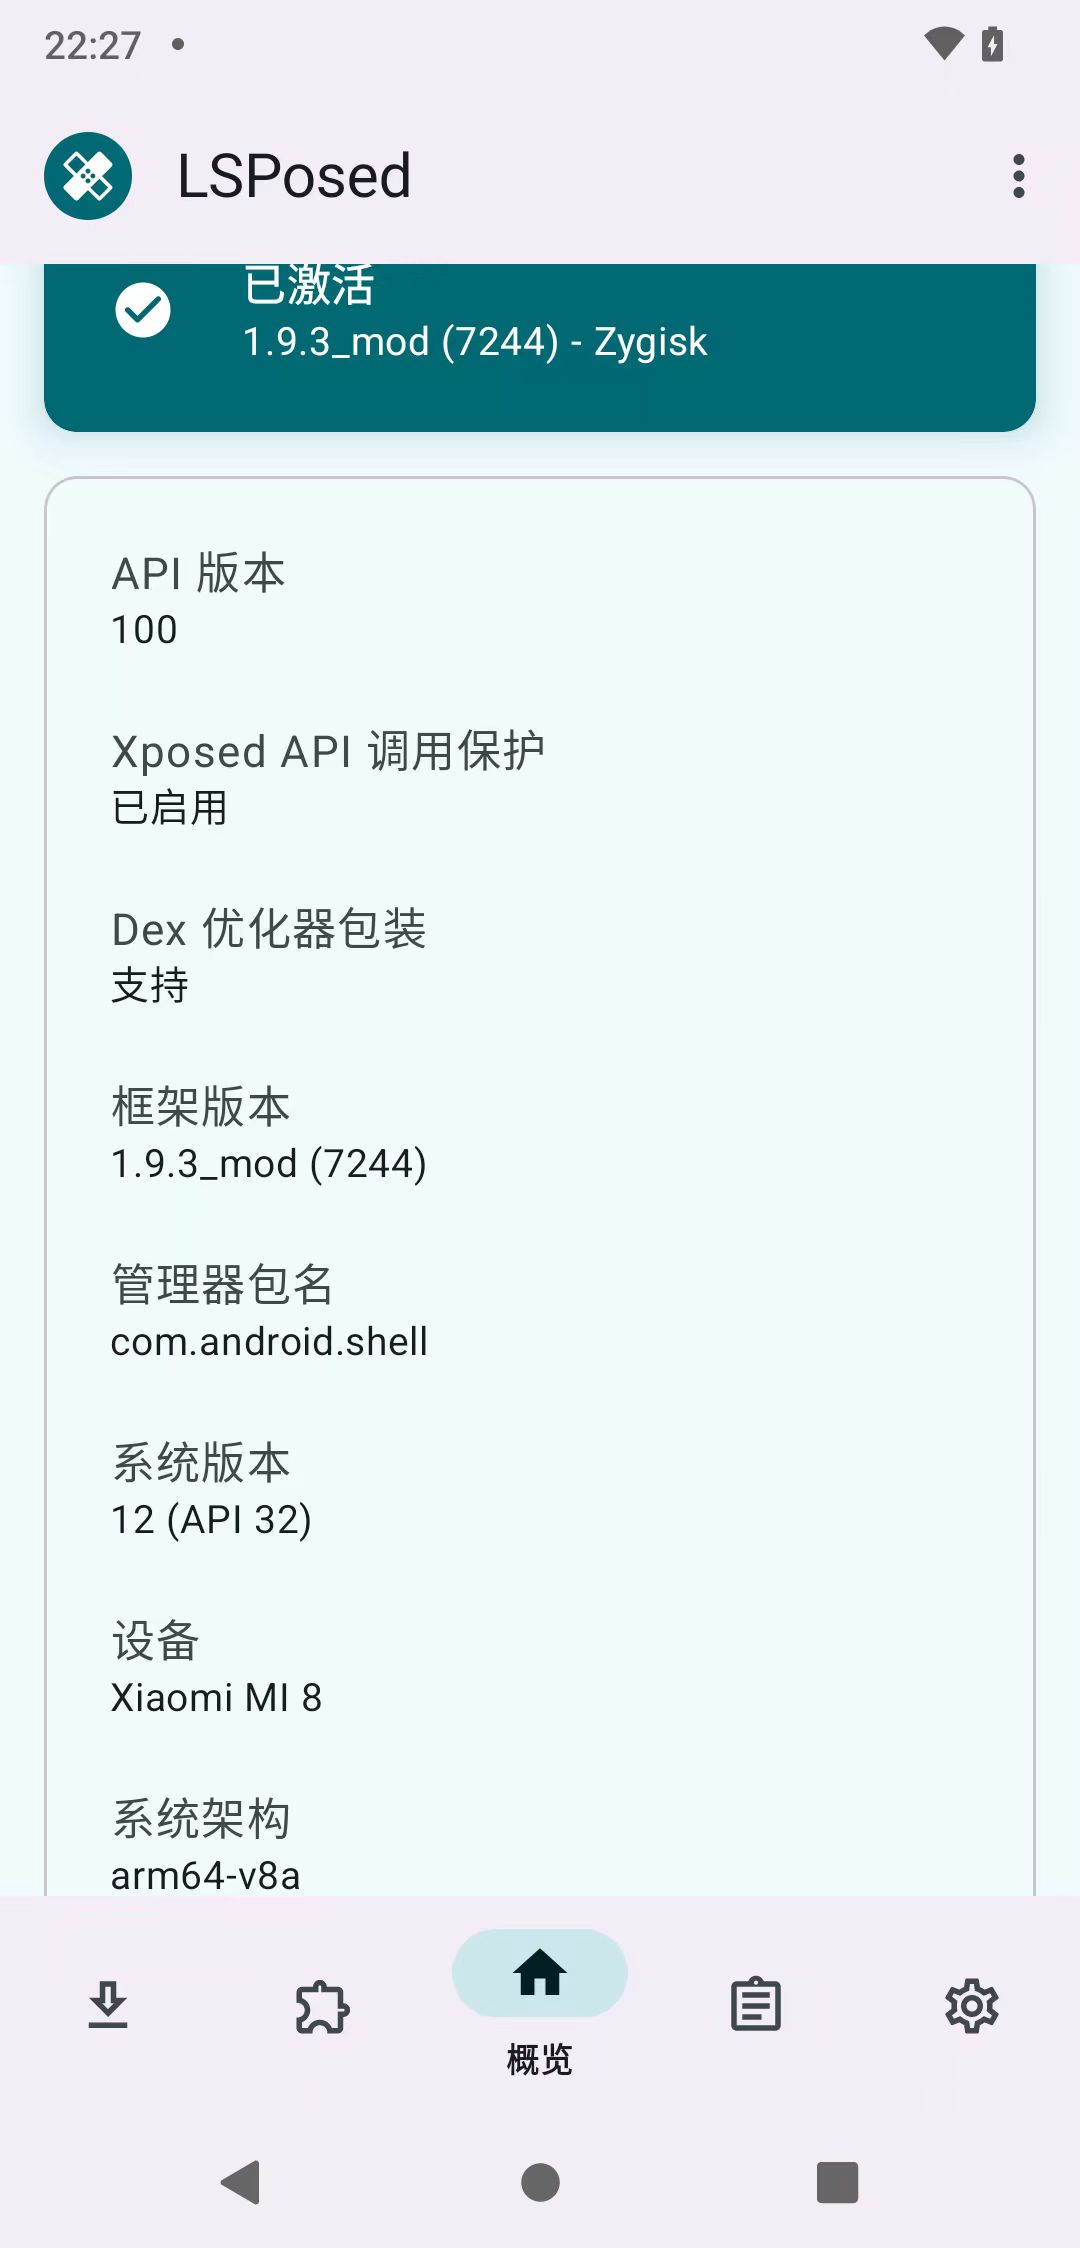 22:27
LSPosed
已激活
1.9.3_mod (7244) - Zygisk
API 版本
100
Xposed API 调用保护
已启用
Dex 优化器包装
支持
框架版本
1.9.3_mod (7244)
管理器包名
com.android.shell
系统版本
12 (API 32)
设备
Xiaomi MI 8
系统架构
arm64-v8a
概览